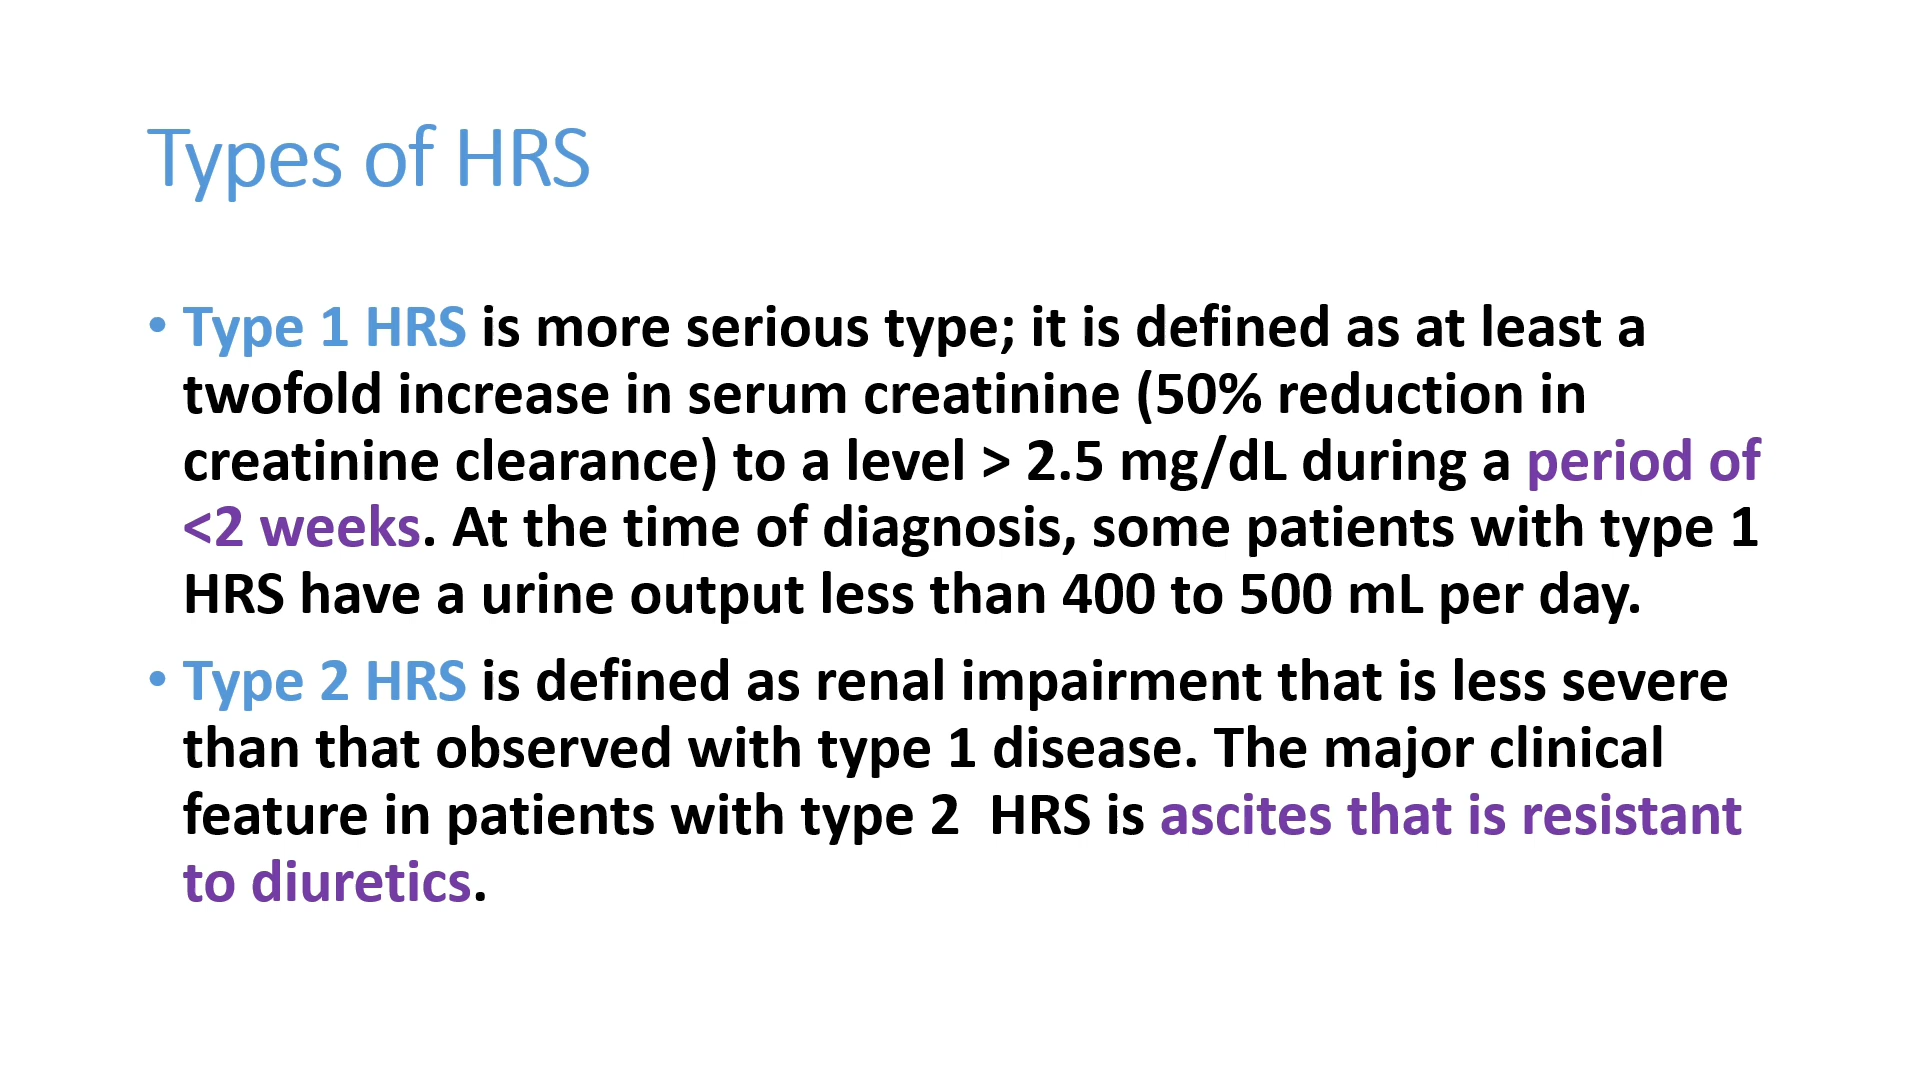 Types of HRS
• Type 1 HRS is more serious type; it is defined as at least a
twofold increase in serum creatinine (50% reduction in
creatinine clearance) to a level > 2.5 mg/dL during a period of
<2 weeks. At the time of diagnosis, some patients with type 1
HRS have a urine output less than 400 to 500 mL per day.
• Type 2 HRS is defined as renal impairment that is less severe
than that observed with type 1 disease. The major clinical
feature in patients with type 2  HRS is ascites that is resistant
to diuretics.